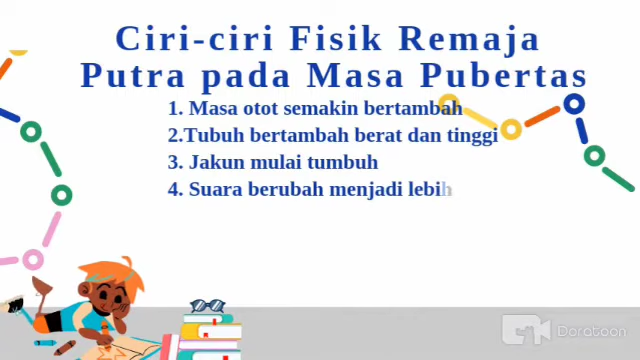 Ciri-ciri Fisik Remaja
Putra pada Masa Pubertas
1. Masa otot semakin bertambah
2.Tubuh bertambah berat dan tinggi
3. Jakun mulai tumbuh
4. Suara berubah menjadi lebih
Doratoon